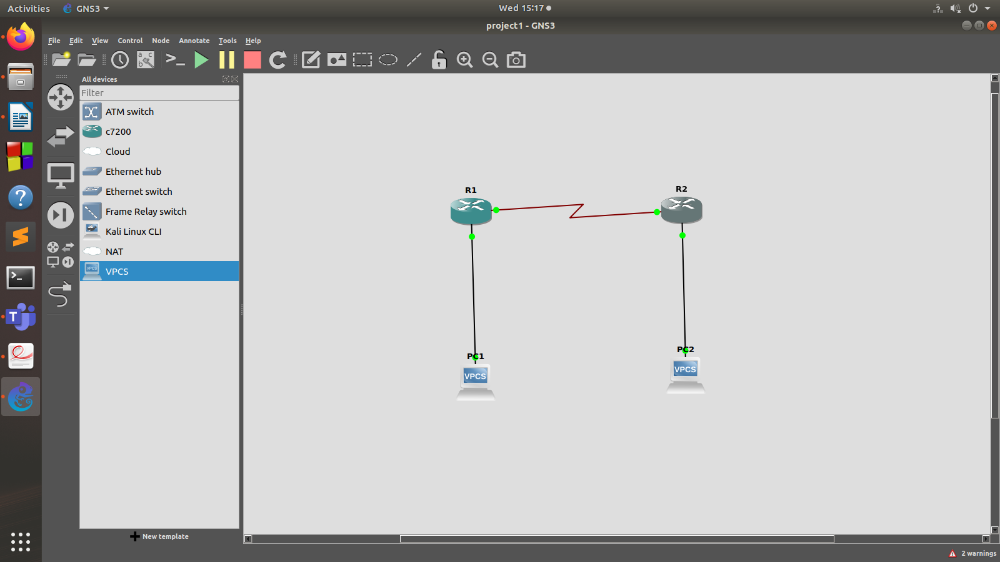 Activities GNS3 Wed 15:17
project1 - GNS3
File Edit View Control Node Annotate Tools Help
a c
b
>_
All devices
Filter
ATM switch
c7200
Cloud
Ethernet hub
Ethernet switch
Frame Relay switch
Kali Linux CLI
NAT
VPCS
VPCS
New template
R1
R2
PC1
VPCS
PC2
VPCS
?
>_
T
2 warnings